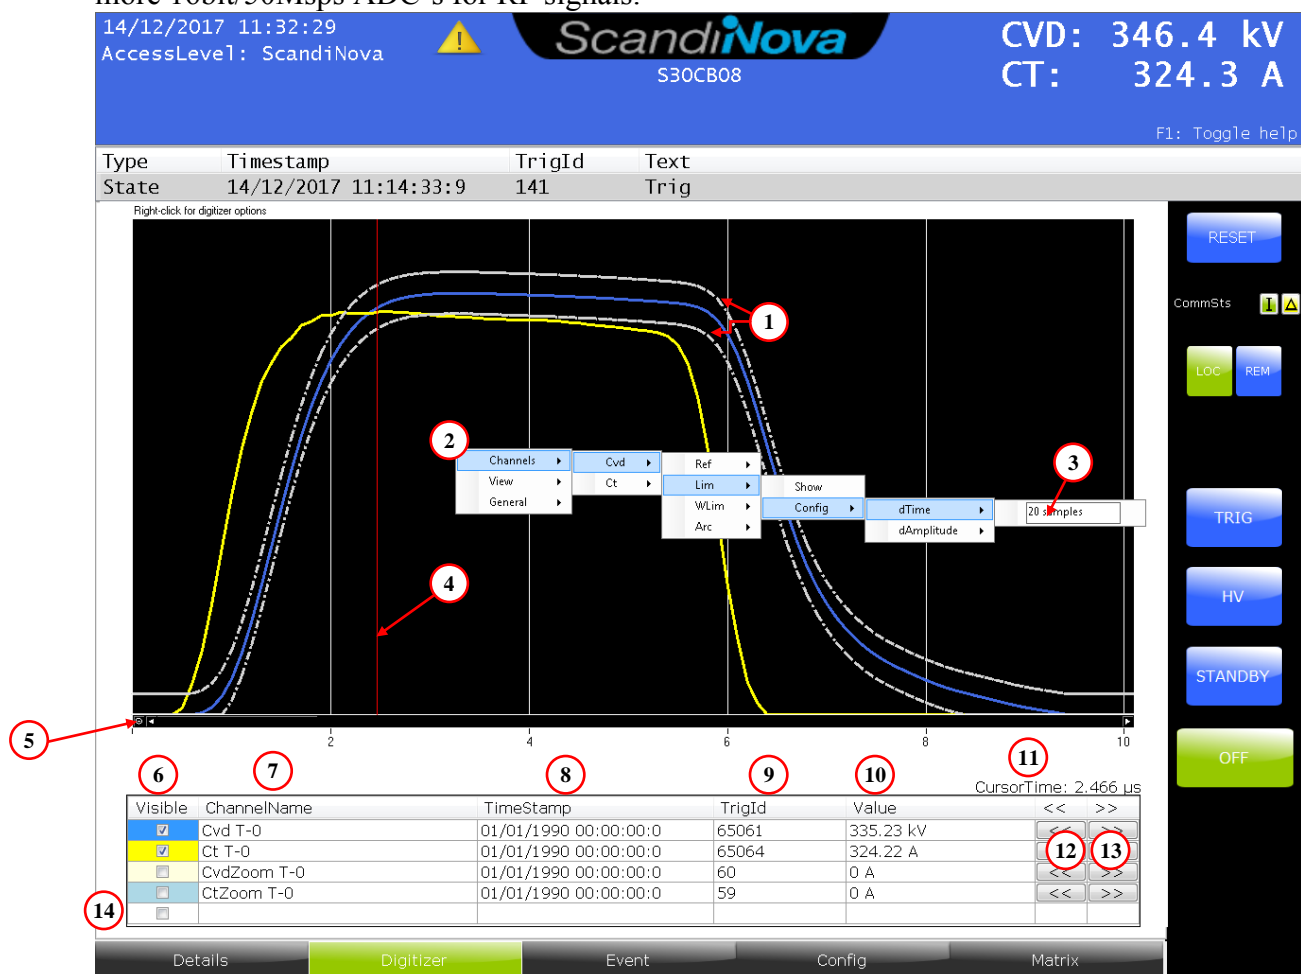 more 16bit/50Msps ADC's for RF signals.
14/12/2017 11:32:29
AccessLevel: ScandiNova
ScandiNova
S30CB08
CVD: 346.4 kV
CT: 324.3 A
F1: Toggle help
Type Timestamp TrigId Text
State 14/12/2017 11:14:33:9 141 Trig
Right-click for digitizer options
RESET
CommSts I
LOC REM
1
2
3
Channels Cvd Ref
View Ct Lim Show
General WLim Config dTime 20 samples
Arc dAmplitude
TRIG
4
HV
STANDBY
5
2 4 6 8 10
OFF
6 7 8 9 10 11
CursorTime: 2.466 µs
Visible ChannelName TimeStamp TrigId Value << >>
Cvd T-0 01/01/1990 00:00:00:0 65061 335.23 kV << >>
Ct T-0 01/01/1990 00:00:00:0 65064 324.22 A 12 13
CvdZoom T-0 01/01/1990 00:00:00:0 60 0 A << >>
CtZoom T-0 01/01/1990 00:00:00:0 59 0 A << >>
14
Details Digitizer Event Config Matrix